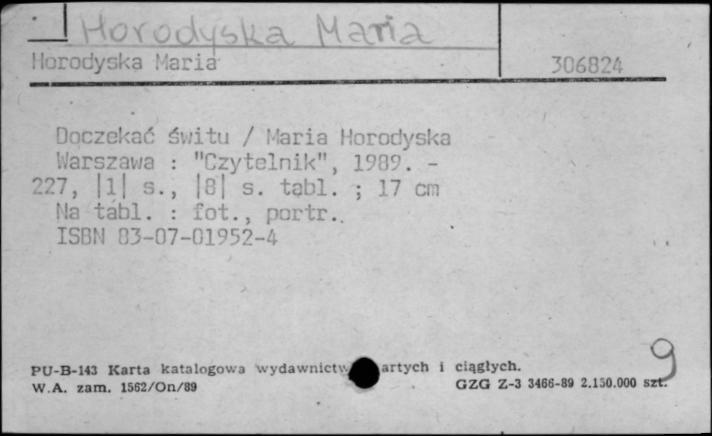 Horodyska Maria
Horodyska Maria 306824
Doczekać świtu / Maria Horodyska
Warszawa : "Czytelnik", 1989. -
227, |1| s., |8| s. tabl. ; 17 cm
Na tabl. : fot., portr..
ISBN 83-07-01952-4
9
PU-B-143 Karta katalogowa wydawnictw artych i ciągłych.
W.A. zam. 1562/On/89 GZG Z-3 3466-89 2.150.000 szt.